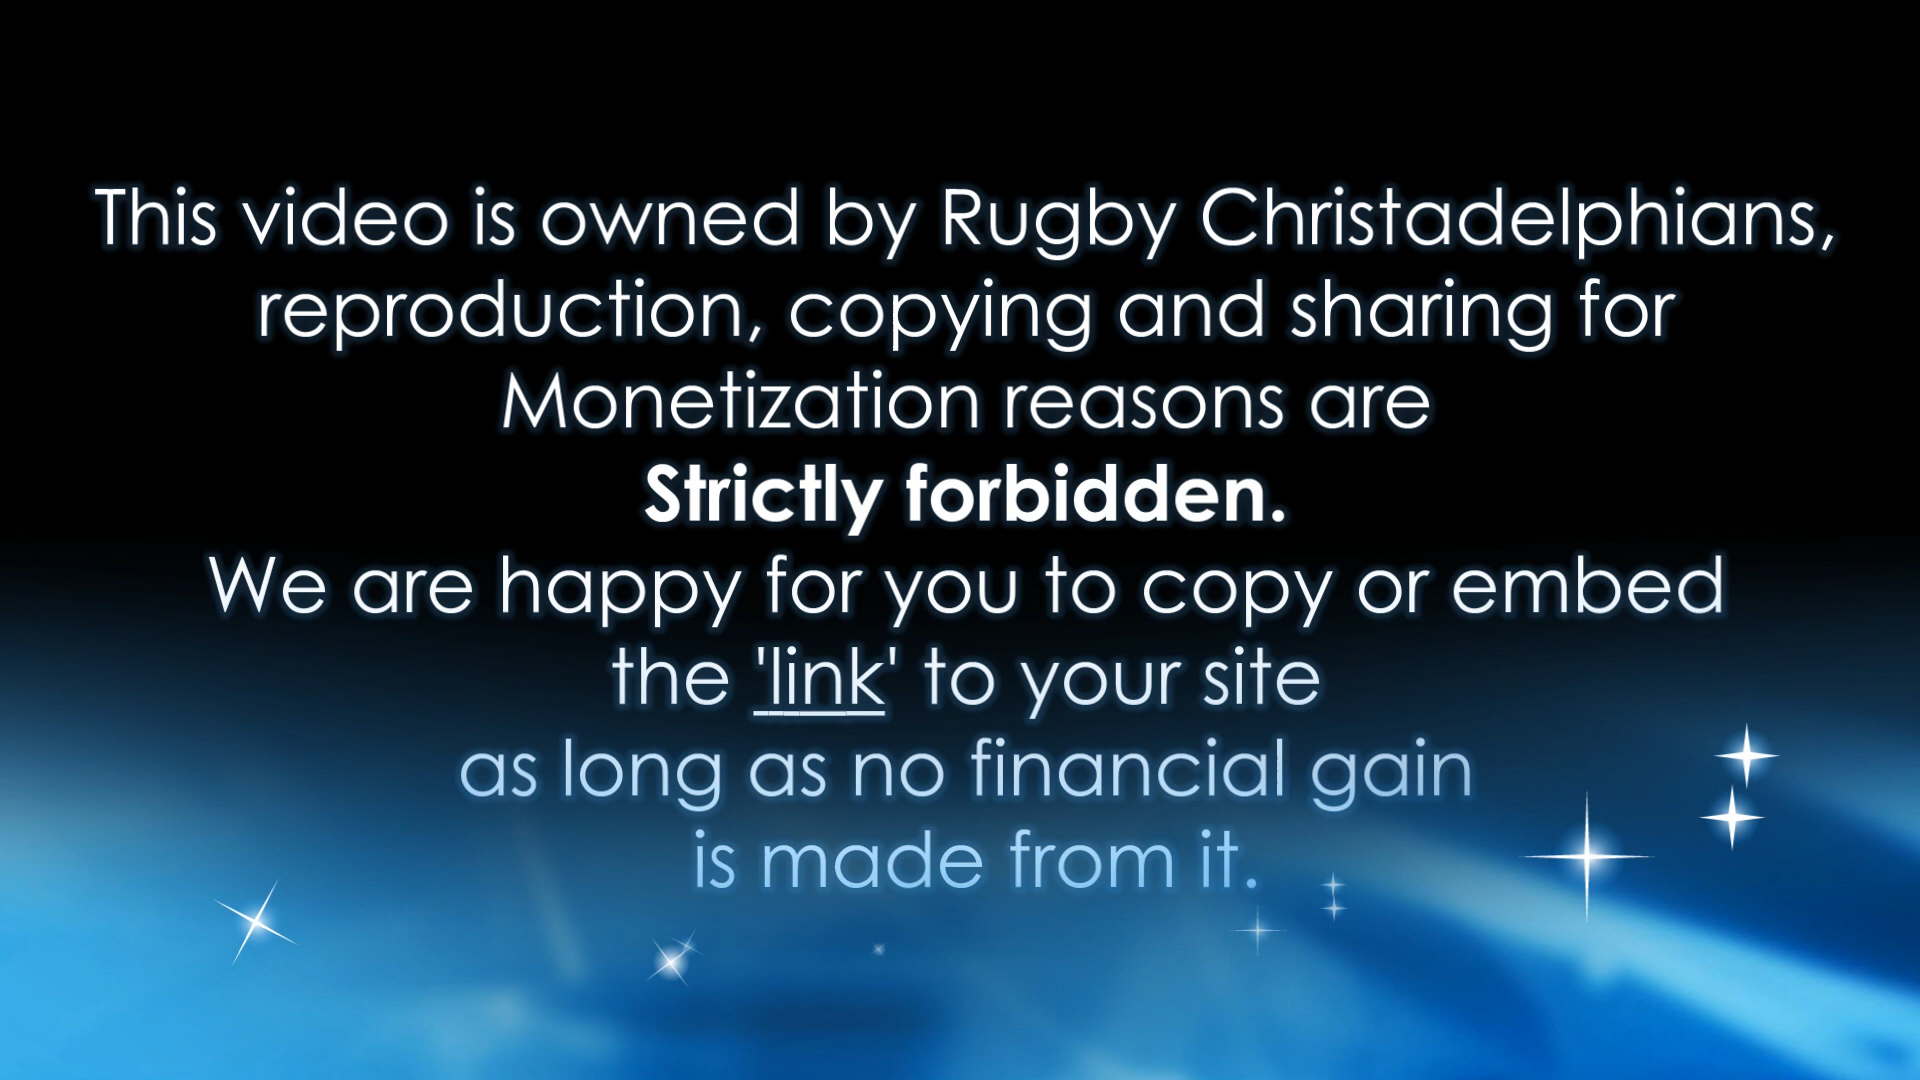 This video is owned by Rugby Christadelphians,
reproduction, copying and sharing for
Monetization reasons are
Strictly forbidden.
We are happy for you to copy or embed
the 'link' to your site
as long as no financial gain
is made from it.